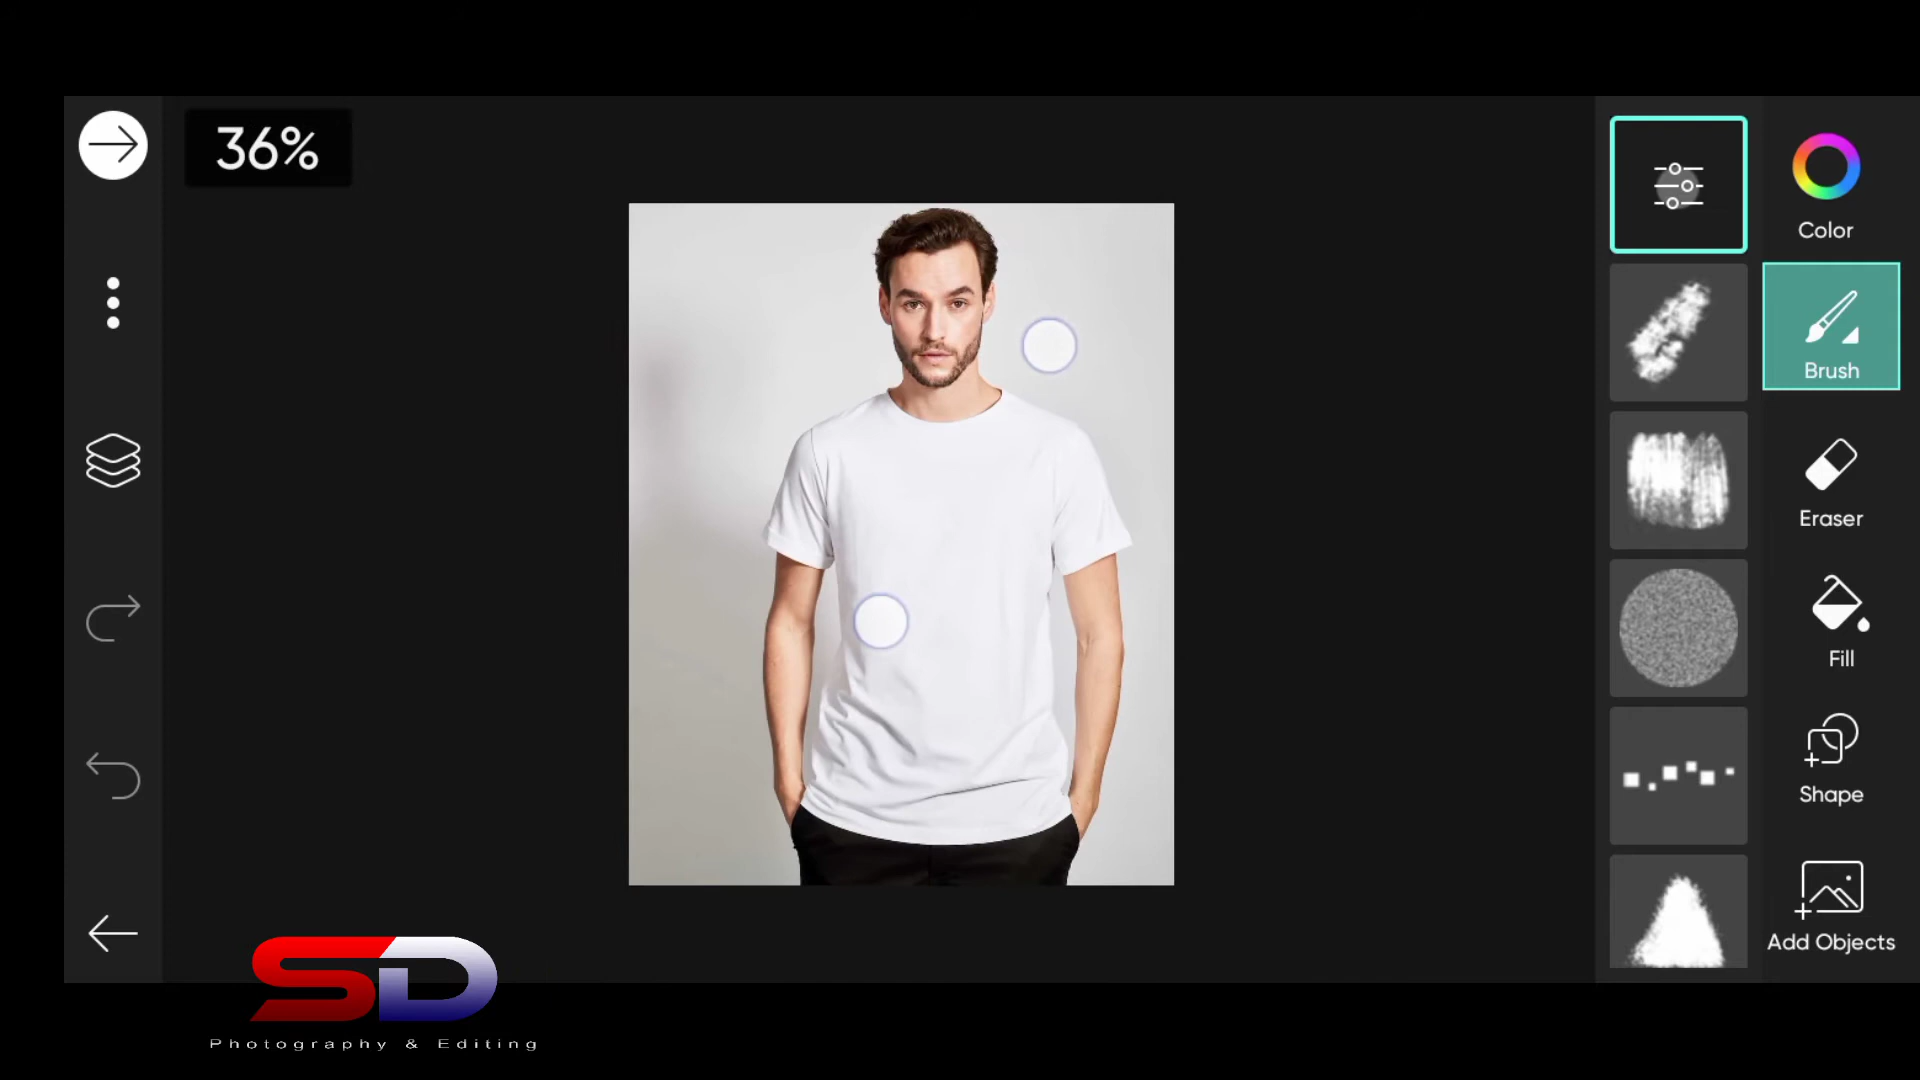 36%
Color
Brush
Eraser
Fill
Shape
Add Objects
SD
Photography & Editing